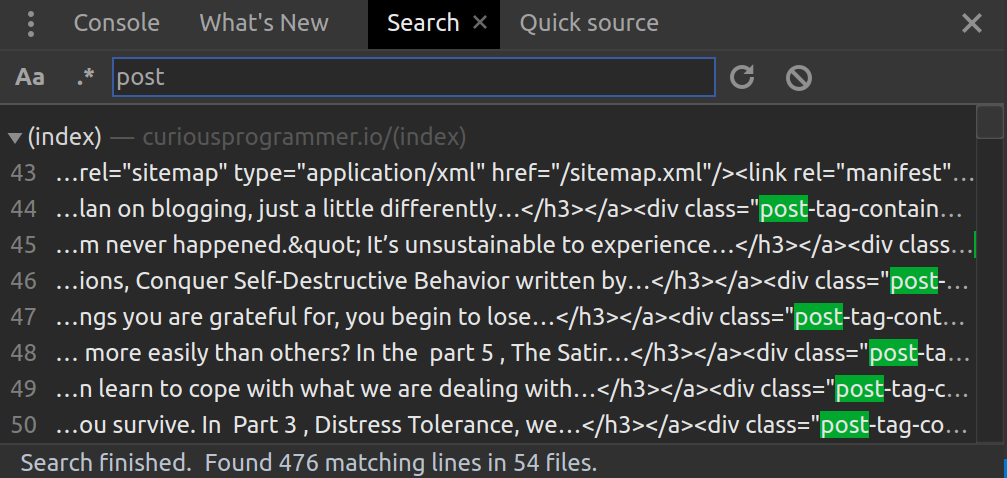 Console What's New Search × Quick source ×
Aa .* post
(index) — curiousprogrammer.io/(index)
43 …rel="sitemap" type="application/xml" href="/sitemap.xml"/><link rel="manifest"…
44 …lan on blogging, just a little differently…</h3></a><div class="post-tag-contain…
45 …m never happened.&quot; It’s unsustainable to experience…</h3></a><div class…
46 …ions, Conquer Self-Destructive Behavior written by…</h3></a><div class="post-…
47 …ngs you are grateful for, you begin to lose…</h3></a><div class="post-tag-cont…
48 … more easily than others? In the  part 5 , The Satir…</h3></a><div class="post-ta…
49 …n learn to cope with what we are dealing with…</h3></a><div class="post-tag-c…
50 …ou survive. In  Part 3 , Distress Tolerance, we…</h3></a><div class="post-tag-co…
Search finished.  Found 476 matching lines in 54 files.